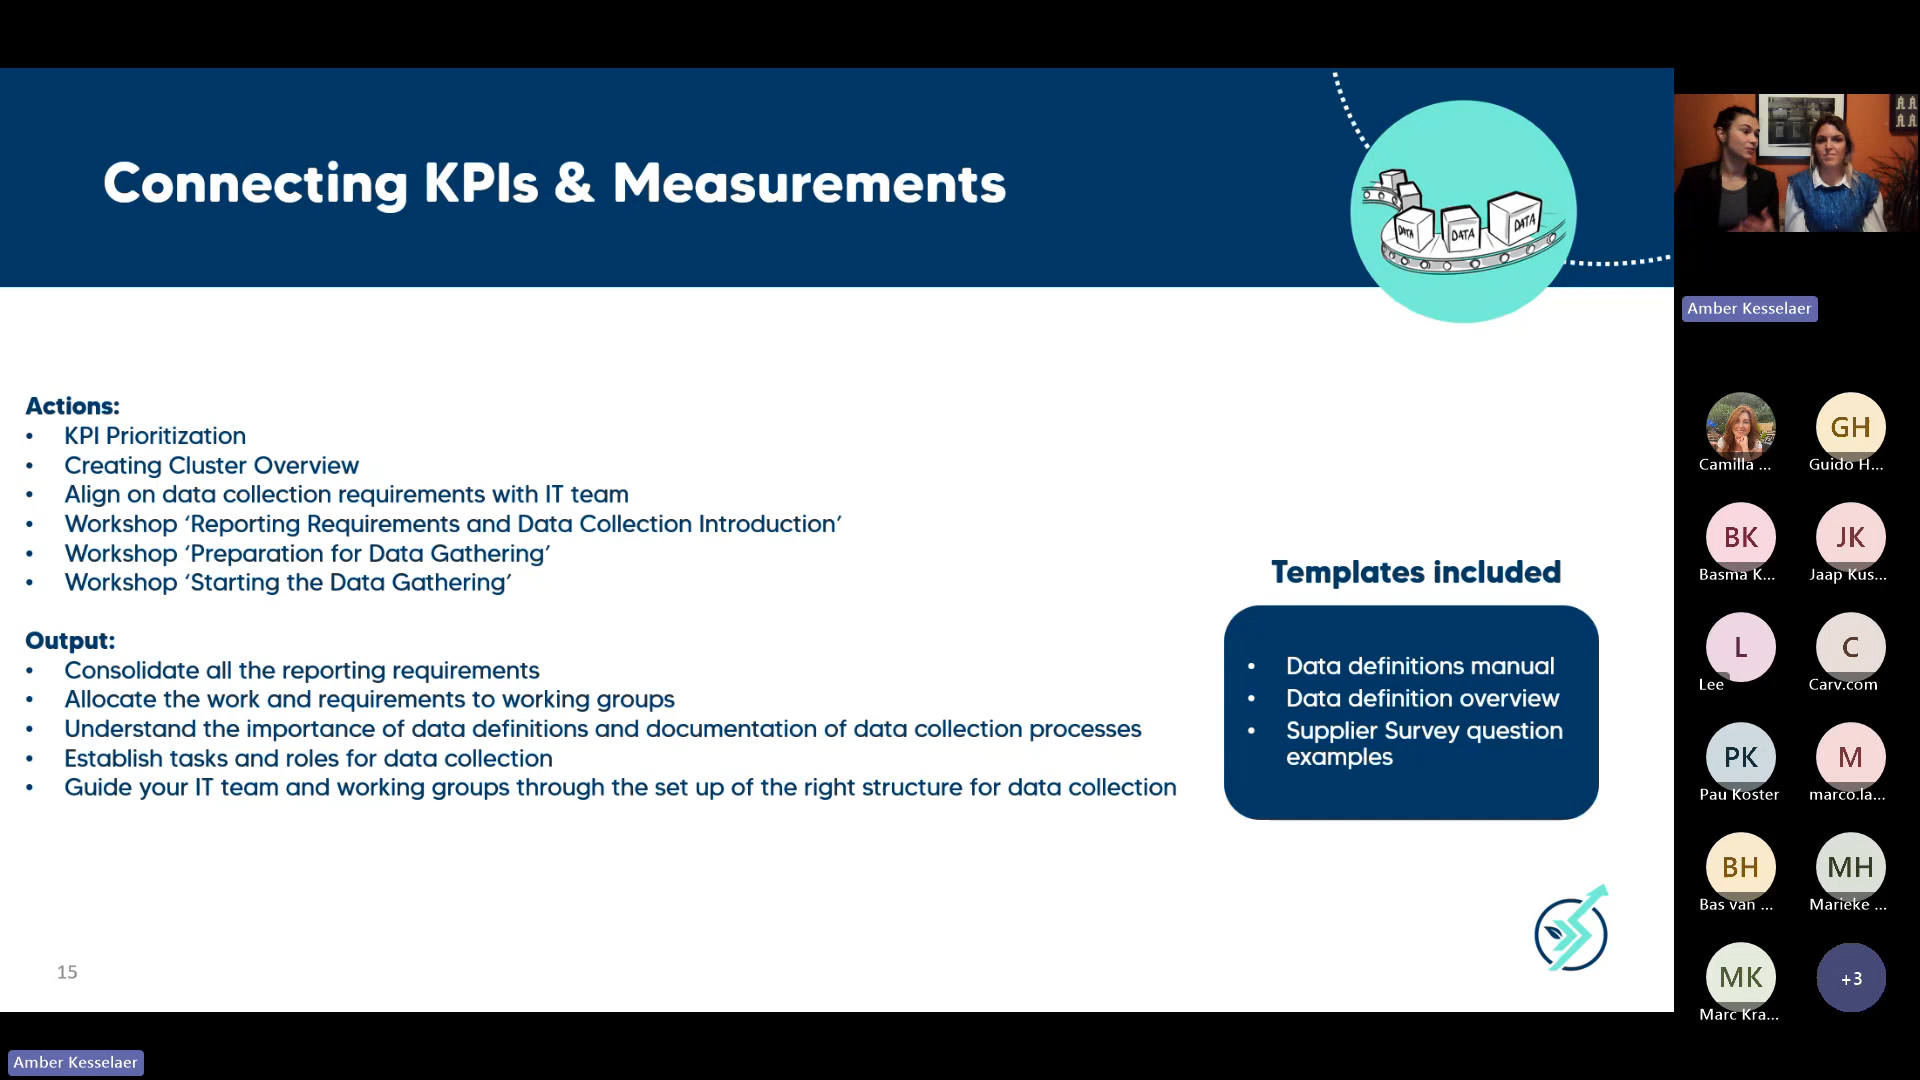 Connecting KPIs & Measurements
DATA
DATA
DATA
Actions:
• KPI Prioritization
• Creating Cluster Overview
• Align on data collection requirements with IT team
• Workshop ‘Reporting Requirements and Data Collection Introduction’
• Workshop ‘Preparation for Data Gathering’
• Workshop ‘Starting the Data Gathering’
Output:
• Consolidate all the reporting requirements
• Allocate the work and requirements to working groups
• Understand the importance of data definitions and documentation of data collection processes
• Establish tasks and roles for data collection
• Guide your IT team and working groups through the set up of the right structure for data collection
Templates included
• Data definitions manual
• Data definition overview
• Supplier Survey question
examples
15
Amber Kesselaer
Camilla ...
GH
Guido H...
BK
Basma K...
JK
Jaap Kus...
L
Lee
C
Carv.com
PK
Pau Koster
M
marco.la...
BH
Bas van ...
MH
Marieke ...
MK
Marc Kra...
+3
Amber Kesselaer